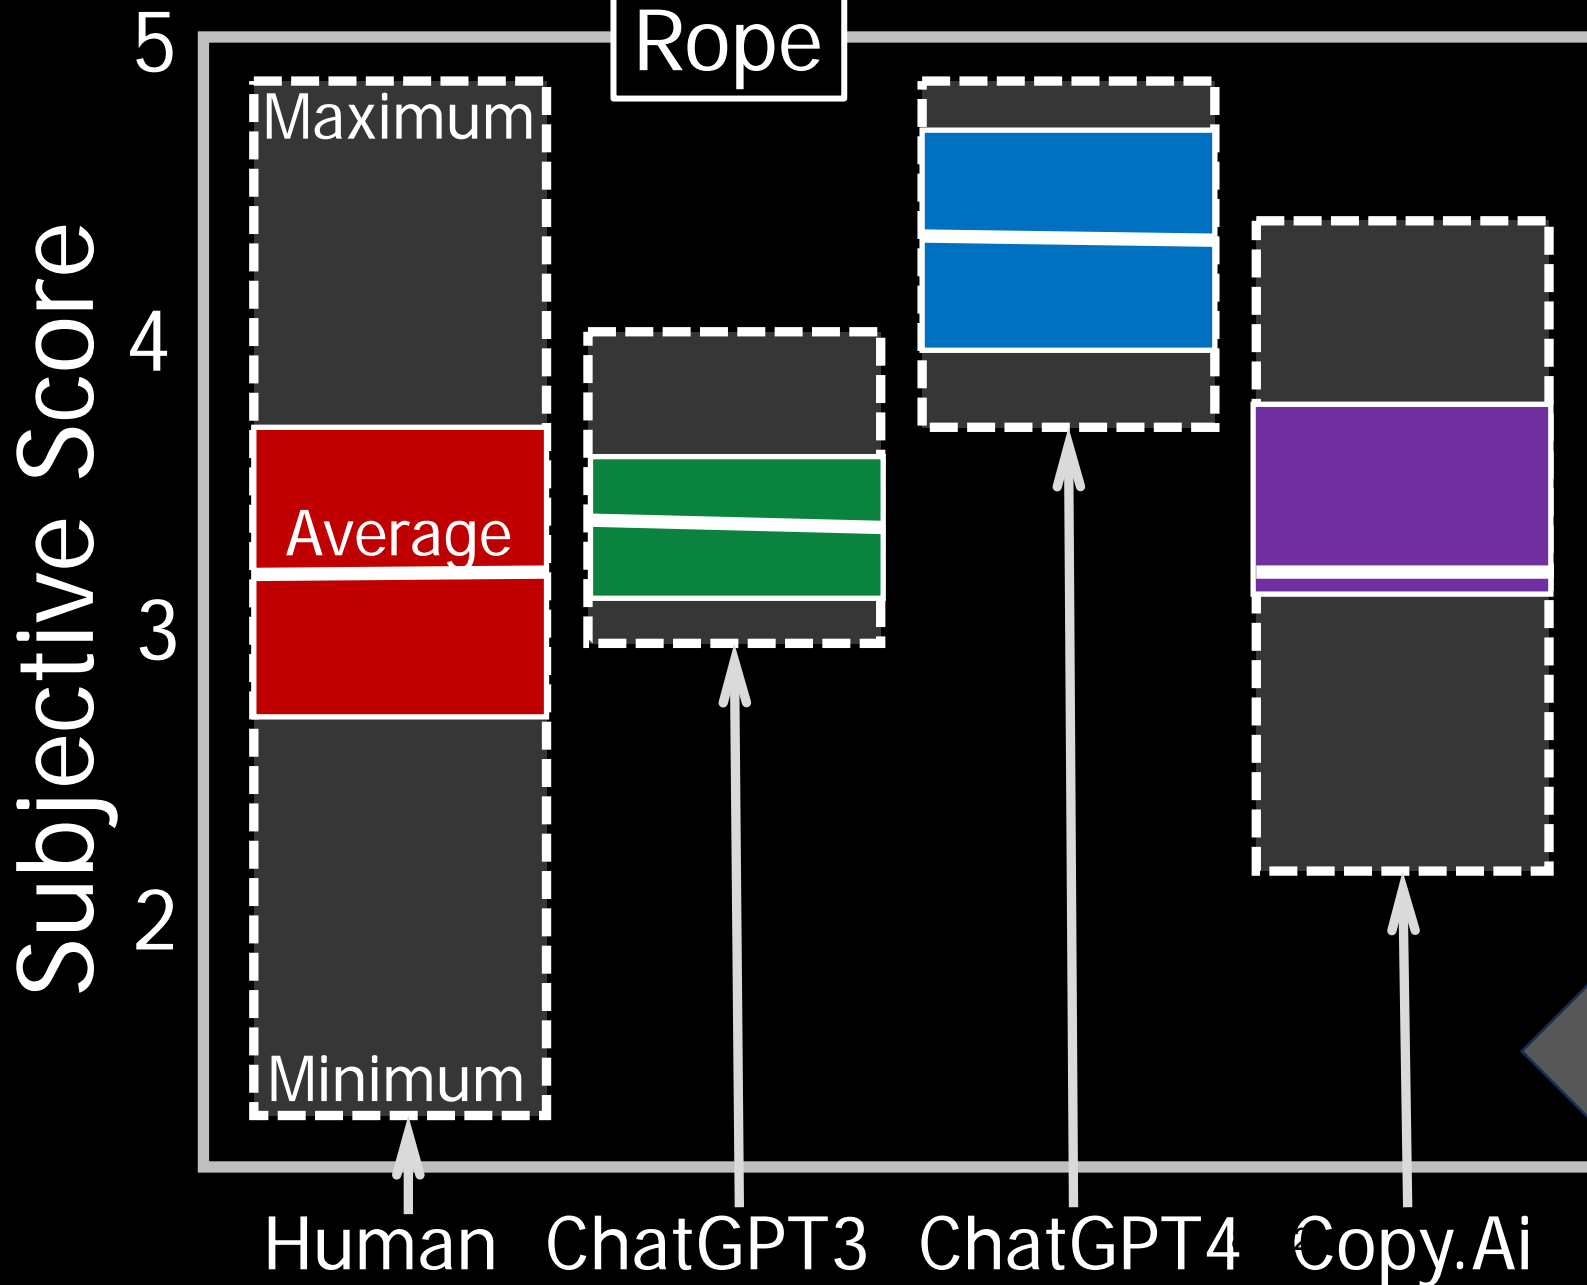 Rope
5
4
3
2
Subjective Score
Maximum
Average
Minimum
Human
ChatGPT3
ChatGPT4
Copy.Ai